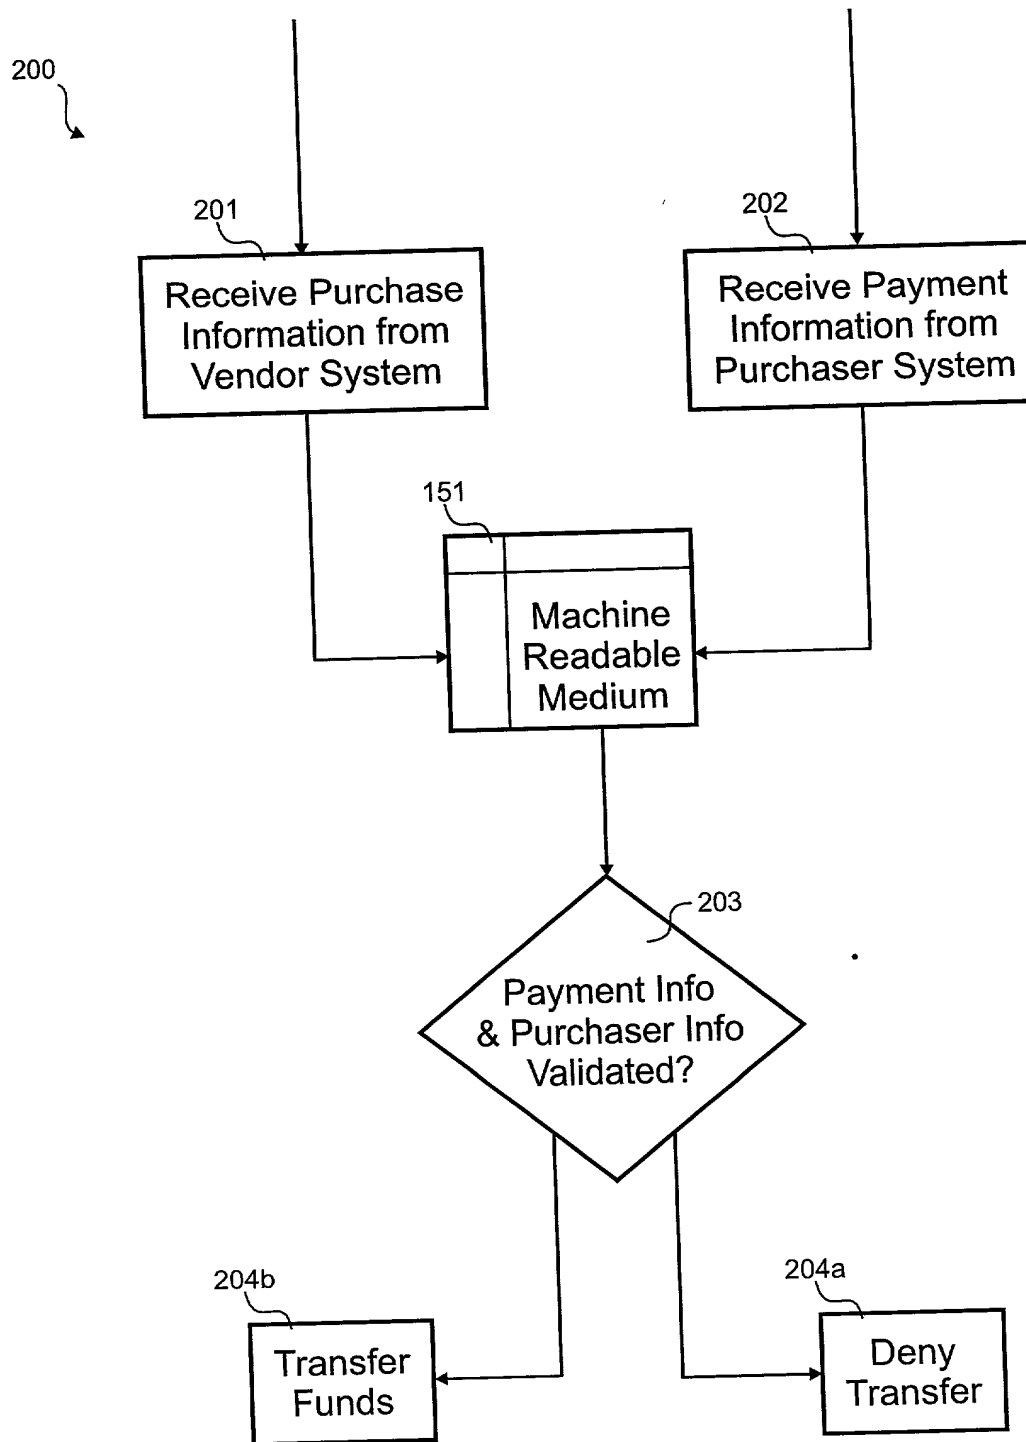 200
201
202
Receive Purchase
Information from
Vendor System
Receive Payment
Information from
Purchaser System
151
Machine
Readable
Medium
203
Payment Info
& Purchaser Info
Validated?
204b
204a
Transfer
Funds
Deny
Transfer